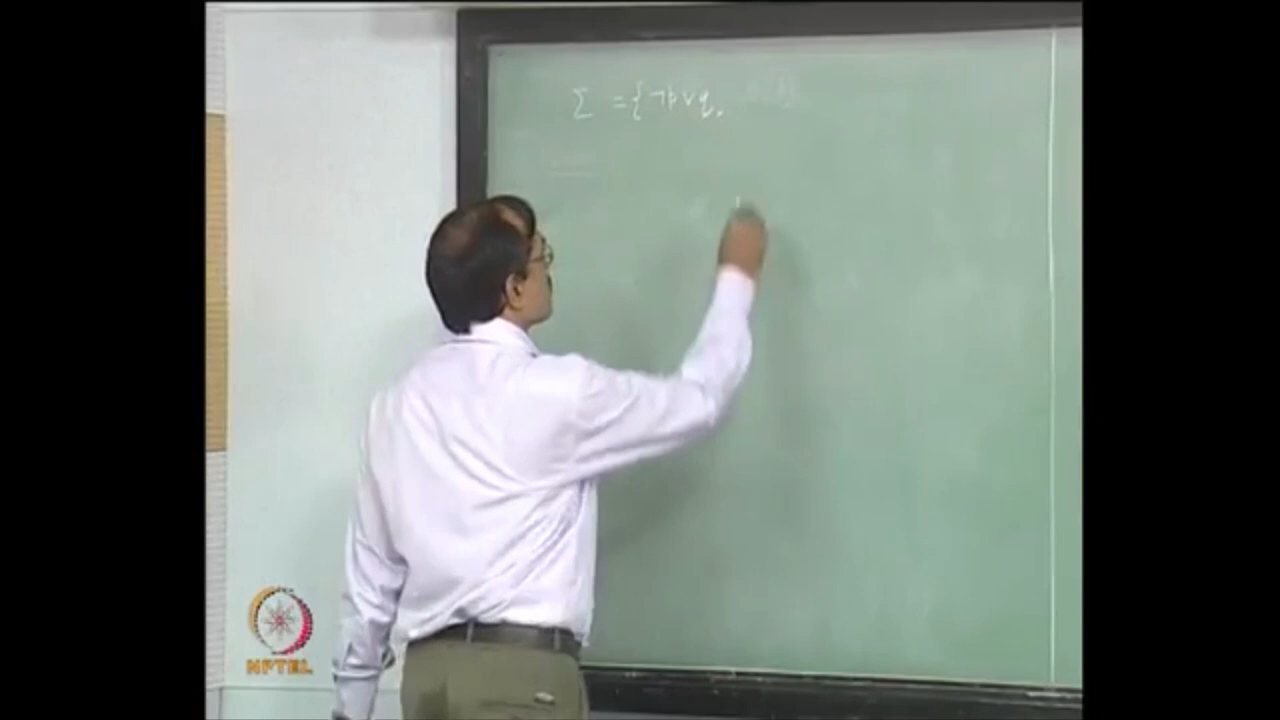 Σ = {¬p∨q,
NPTEL